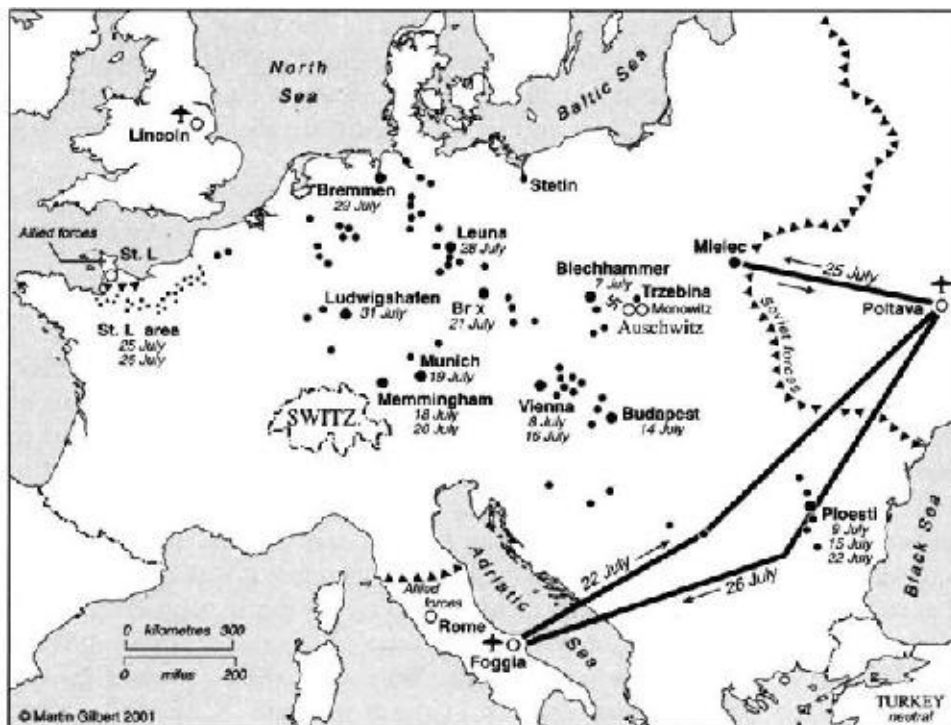 North
Sea
Baltic Sea
Lincoln
Stetin
Bremmen
29 July
Allied forces
St. L
Leuna
28 July
Mielec
25 July
Poltava
Blechhammer
7 July
Trzebina
Monowitz
Auschwitz
Ludwigshafen
31 July
Br x
21 July
St. L area
25 July
26 July
Soviet forces
Munich
19 July
SWITZ.
Memmingham
18 July
20 July
Vienna
8 July
16 July
Budapest
14 July
Ploesti
9 July
15 July
22 July
Black Sea
Adriatic Sea
22 July
26 July
Allied
forces
Rome
Foggia
0 kilometres 300
0 miles 200
TURKEY
neutral
© Martin Gilbert 2001